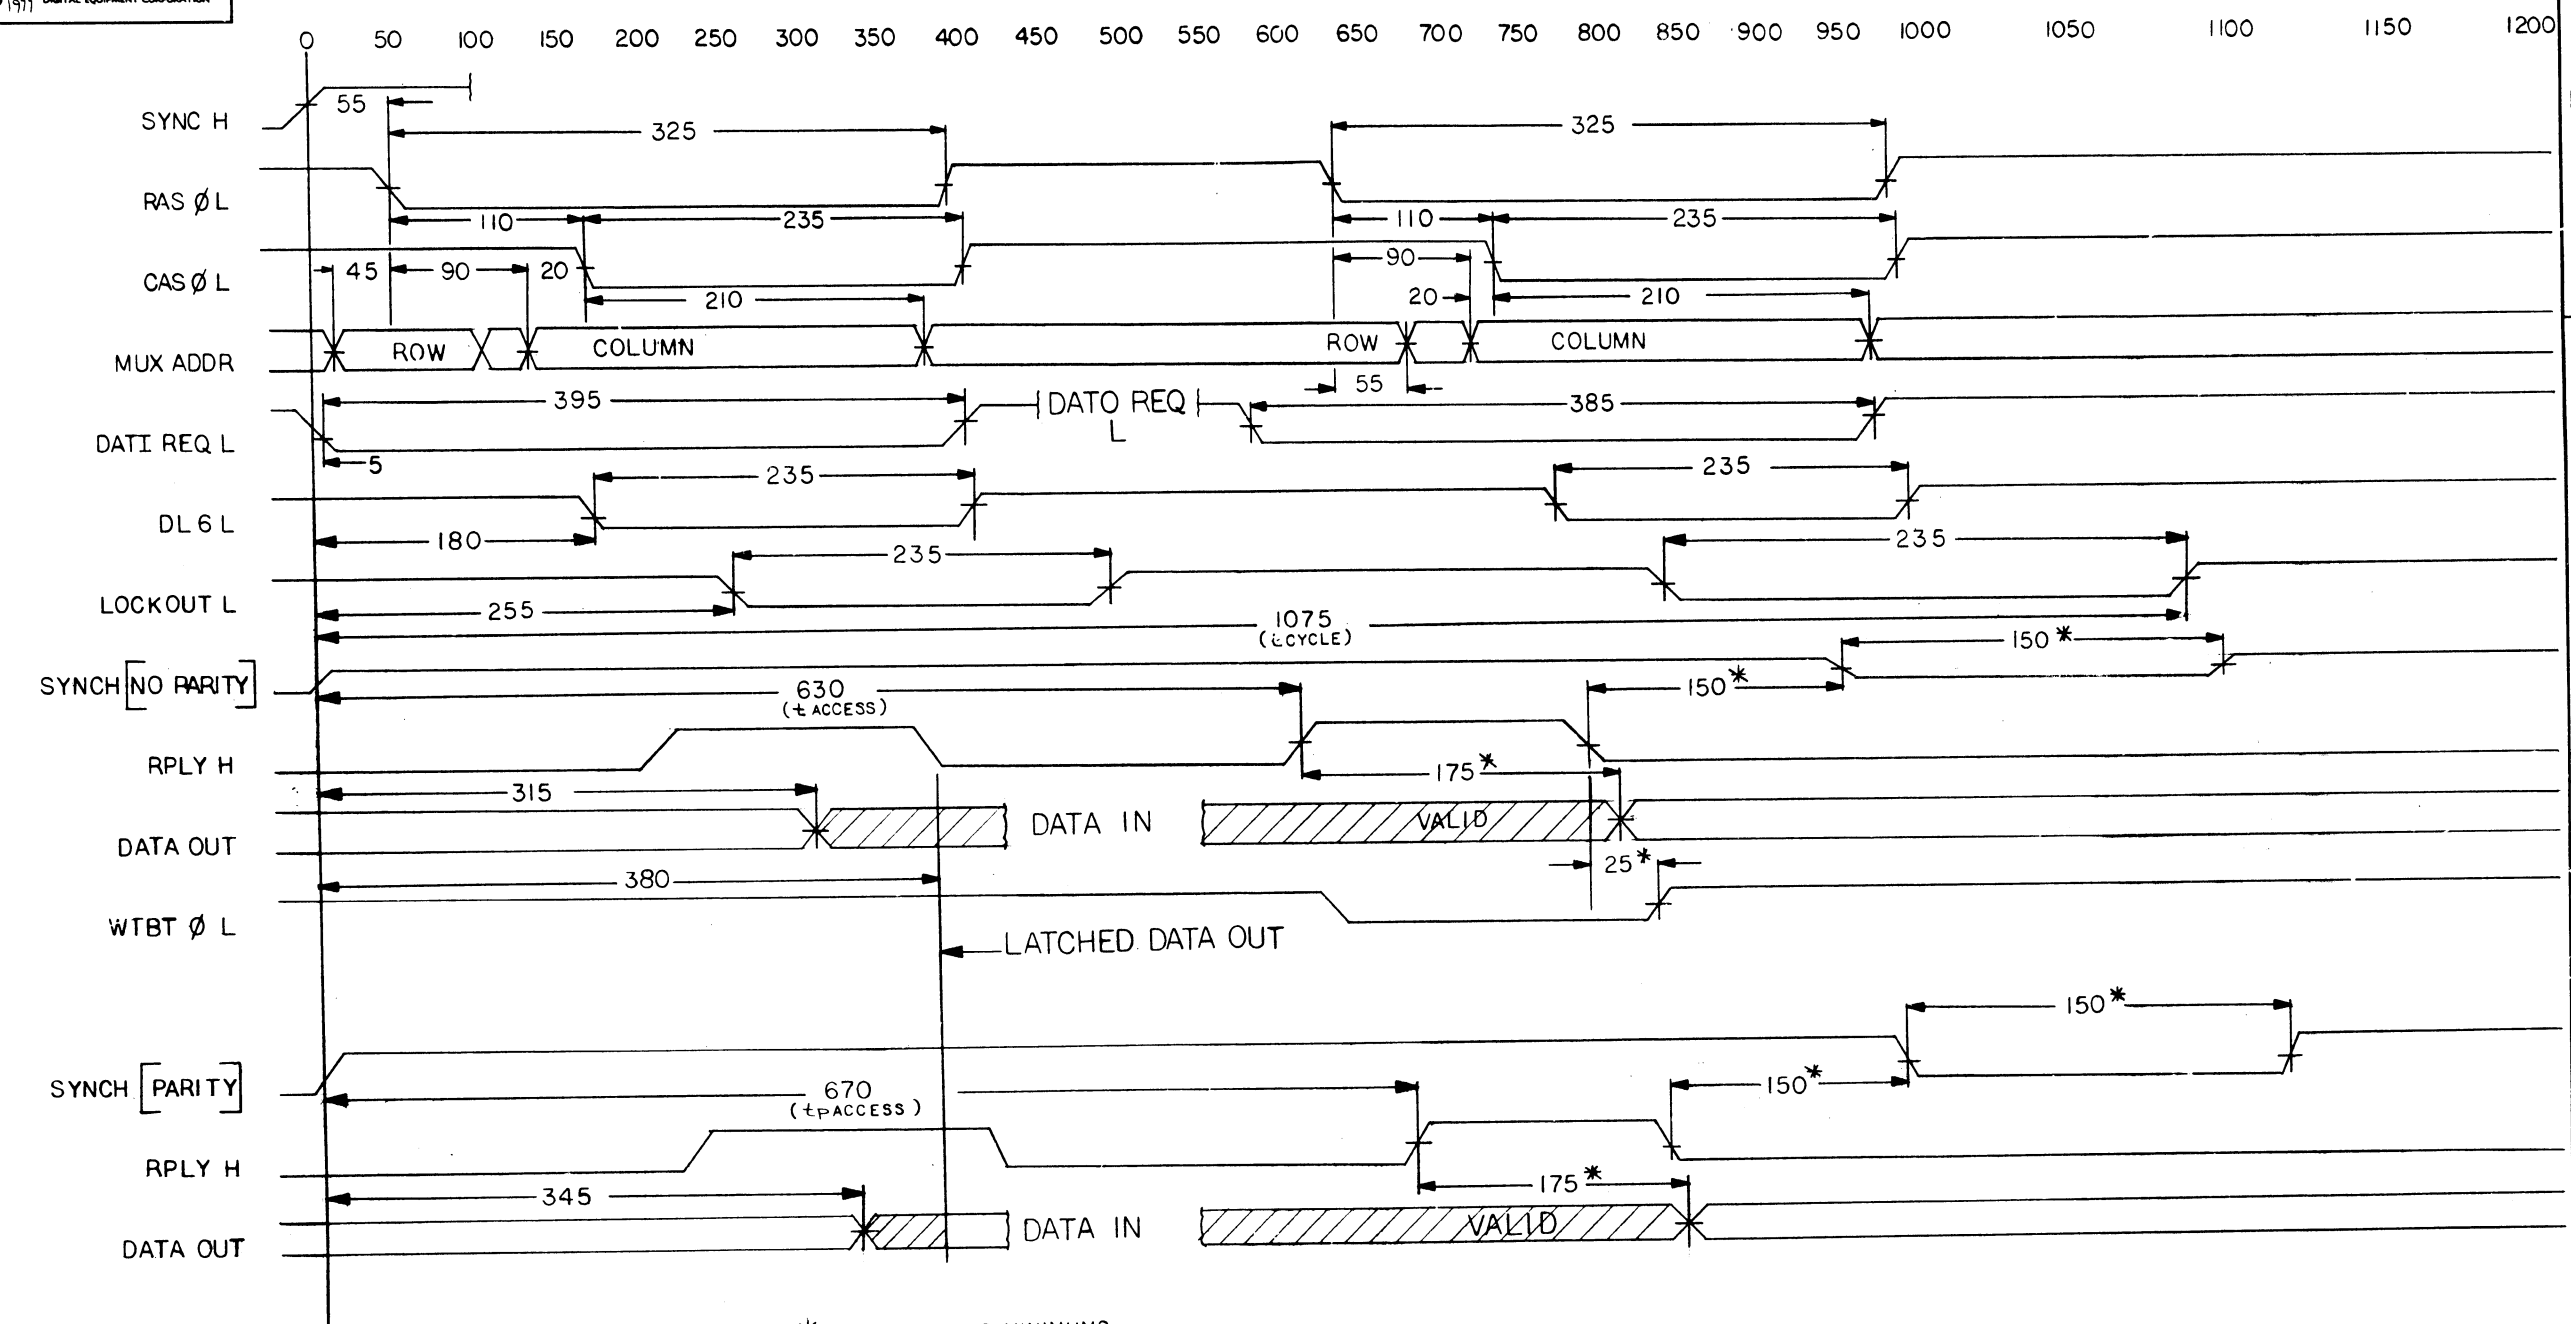 1977 DIGITAL EQUIPMENT CORPORATION
0 50 100 150 200 250 300 350 400 450 500 550 600 650 700 750 800 850 900 950 1000 1050 1100 1150 1200
55
SYNC H
325 325
RAS Ø L
110 235 110 235
CAS Ø L
45 90 20 90
210 20 210
MUX ADDR ROW COLUMN ROW COLUMN
55
395 DATO REQ 385
L
DATI REQ L
5
235 235
DL6 L
180
235 235
LOCKOUT L
255
1075
(tCYCLE)
150*
SYNCH [NO PARITY]
630 150*
(t ACCESS)
RPLY H
175*
315
DATA IN VALID
DATA OUT
25*
380
WTBT Ø L
LATCHED DATA OUT
150*
SYNCH [PARITY]
670 150*
(tpACCESS)
RPLY H
345 175*
DATA IN VALID
DATA OUT